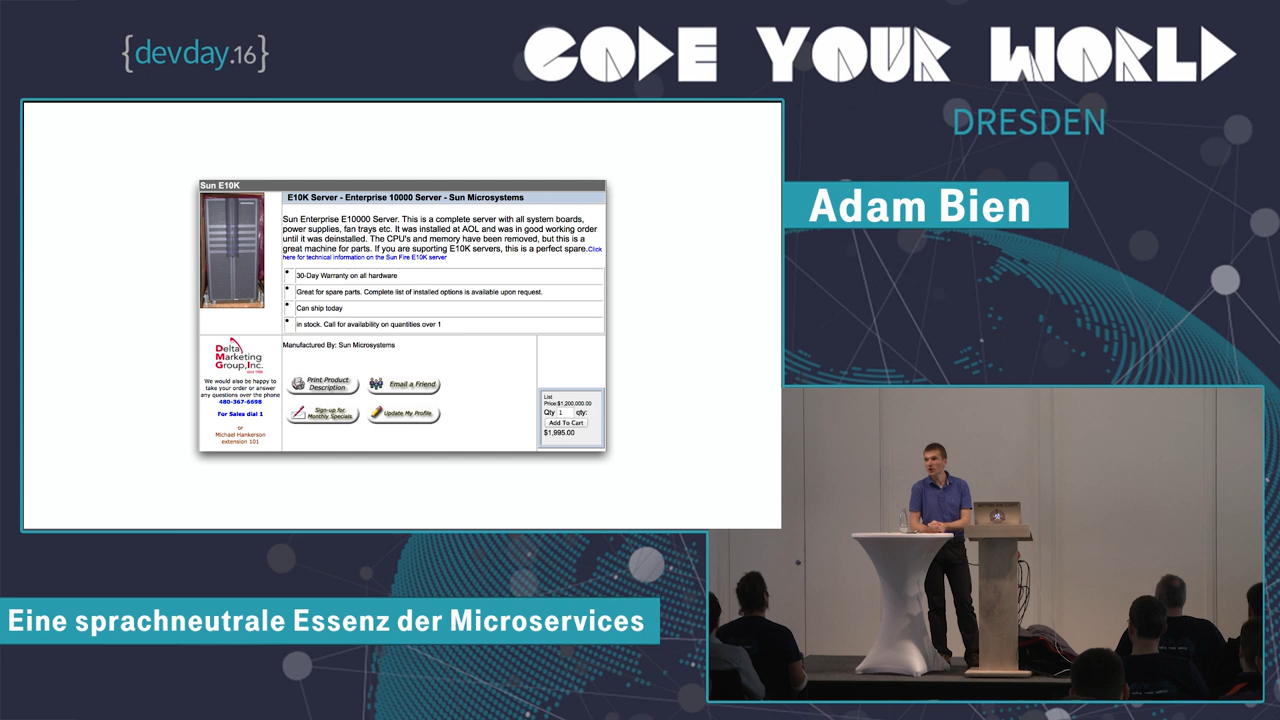 {devday.16}
CODE YOUR WORLD
DRESDEN
Adam Bien
Sun E10K
E10K Server - Enterprise 10000 Server - Sun Microsystems
Sun Enterprise E10000 Server. This is a complete server with all system boards,
power supplies, fan trays etc. It was installed at AOL and was in good working order
until it was deinstalled. The CPU's and memory have been removed, but this is a
great machine for parts. If you are suporting E10K servers, this is a perfect spare.Click
here for technical information on the Sun Fire E10K server
30-Day Warranty on all hardware
Great for spare parts. Complete list of installed options is available upon request.
Can ship today
in stock. Call for availability on quantities over 1
Delta
Marketing
Group,Inc.
since 1986
We would also be happy to
take your order or answer
any questions over the phone
480-367-6698
For Sales dial 1
or
Michael Hankerson
extension 101
Manufactured By: Sun Microsystems
Print Product
Description
Email a Friend
Sign-up for
Monthly Specials
Update My Profile
List
Price:$1,200,000.00
Qty 1 qty:
Add To Cart
$1,995.00
Eine sprachneutrale Essenz der Microservices